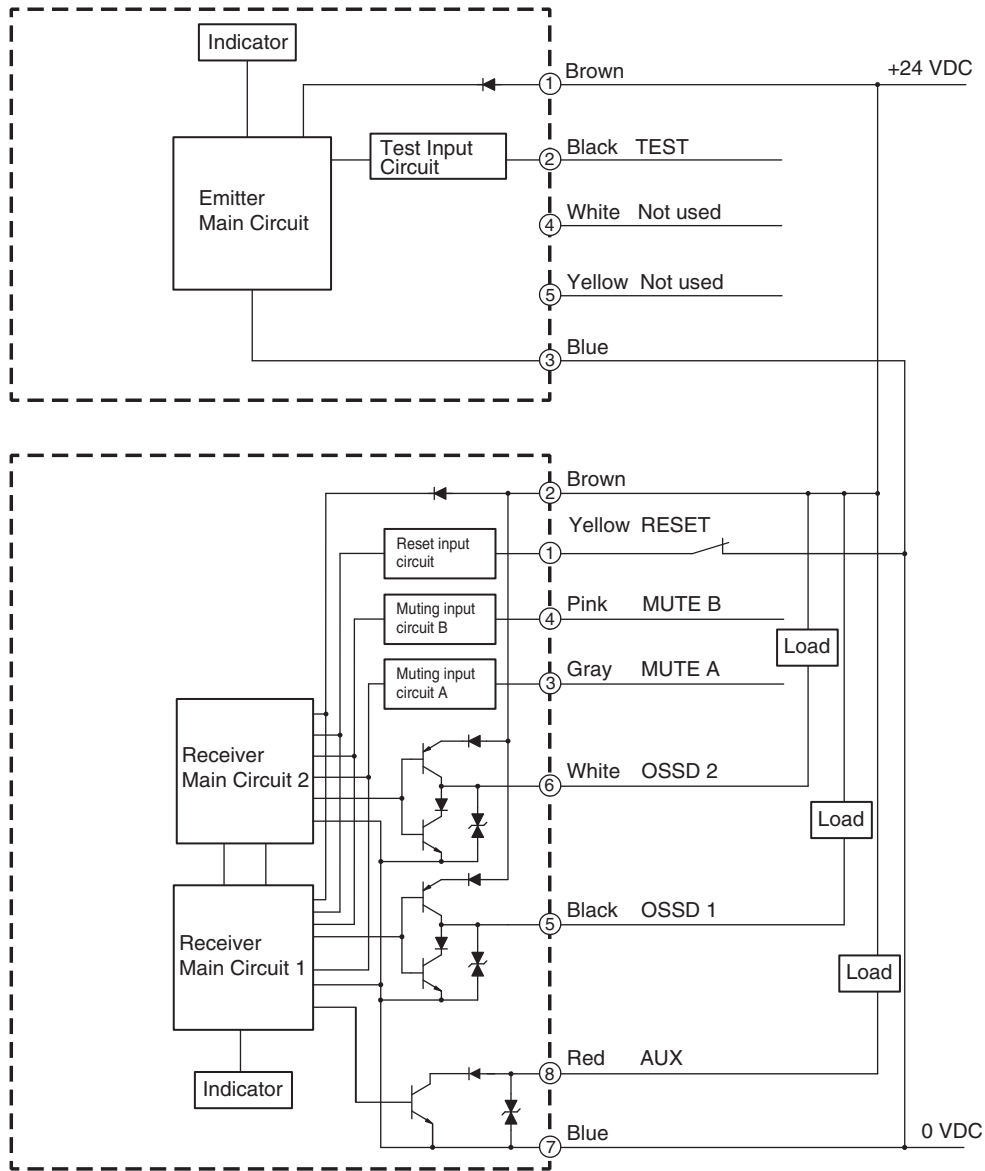 Indicator
+24 VDC
1 Brown
Test Input
Circuit
2 Black TEST
Emitter
Main Circuit
4 White Not used
5 Yellow Not used
3 Blue
2 Brown
Yellow RESET
Reset input
circuit
1
Muting input
circuit B
4 Pink MUTE B
Load
Muting input
circuit A
3 Gray MUTE A
Receiver
Main Circuit 2
6 White OSSD 2
Load
Receiver
Main Circuit 1
5 Black OSSD 1
Load
Indicator
8 Red AUX
7 Blue
0 VDC